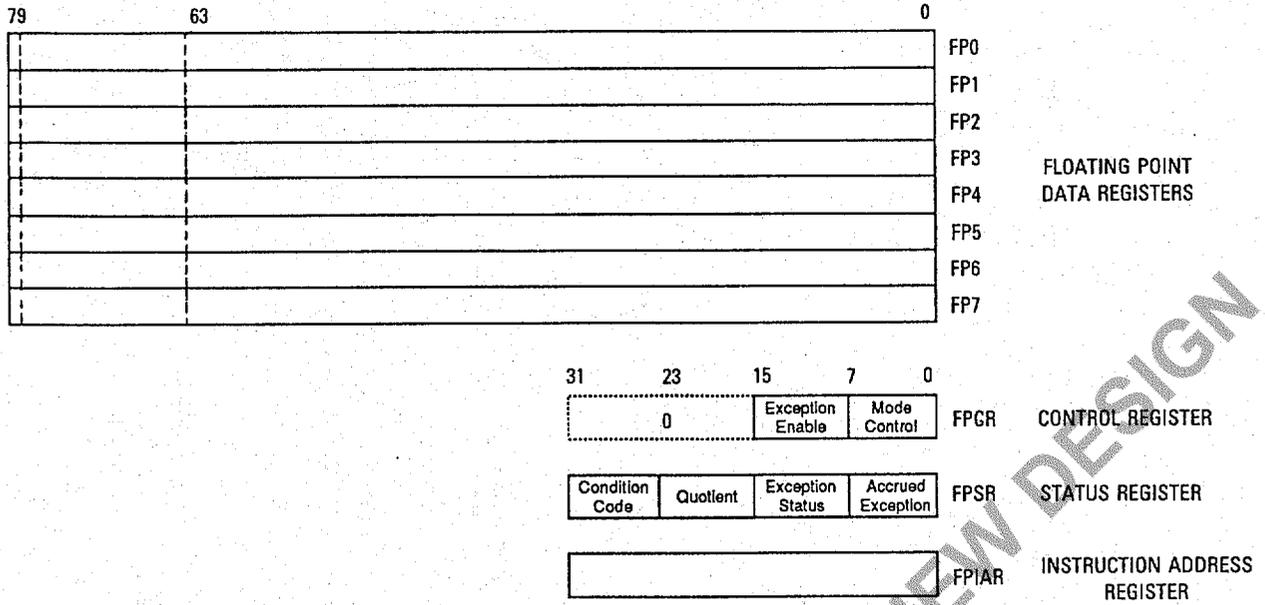 79 63 0
FP0
FP1
FP2
FP3
FP4
FP5
FP6
FP7
FLOATING POINT
DATA REGISTERS
31 23 15 7 0
0
Exception
Enable
Mode
Control
FPCR
CONTROL REGISTER
Condition
Code
Quotient
Exception
Status
Accrued
Exception
FPSR
STATUS REGISTER
FPIAR
INSTRUCTION ADDRESS
REGISTER
EW DESIGN